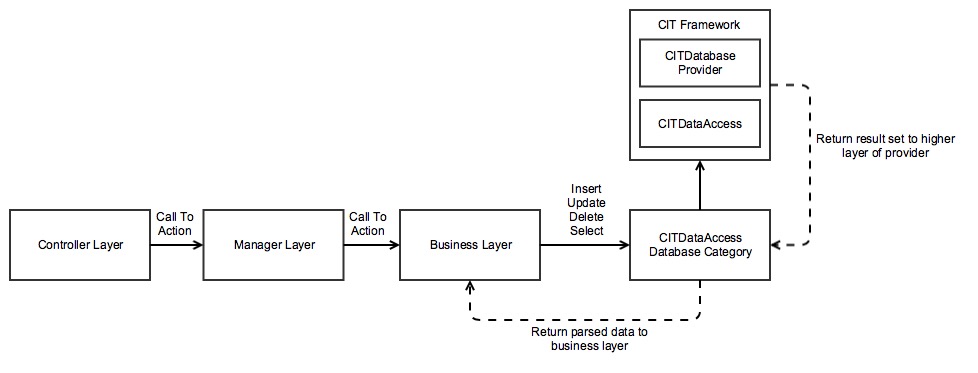 CIT Framework
CITDatabase
Provider
CITDataAccess
Return result set to higher
layer of provider
Controller Layer
Call To
Action
Manager Layer
Call To
Action
Business Layer
Insert
Update
Delete
Select
CITDataAccess
Database Category
Return parsed data to
business layer